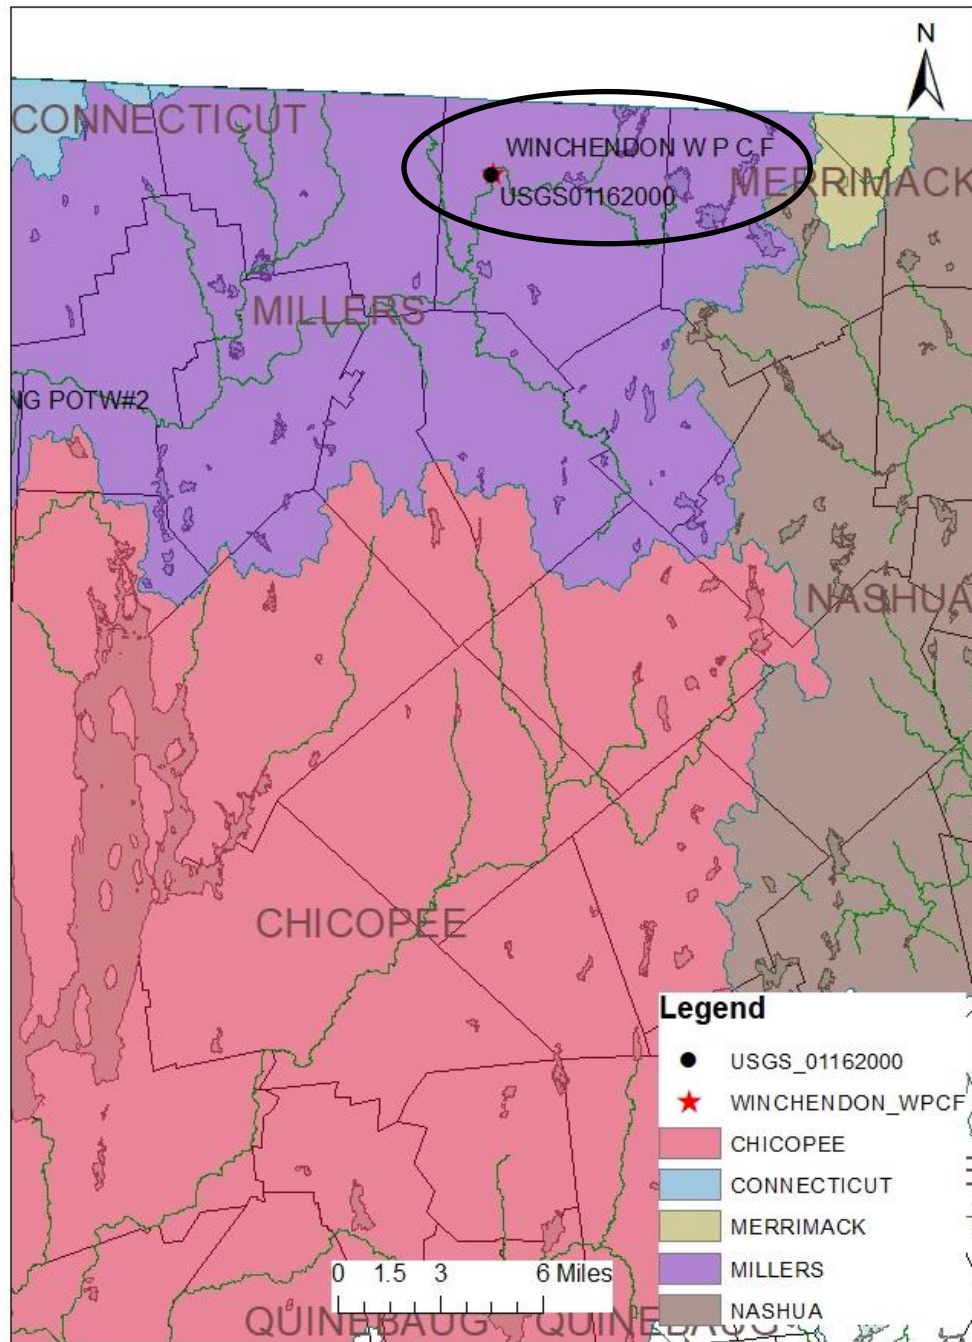 N
CONNECTICUT
WINCHENDON W P C F
MERRIMACK
USGS01162000
MILLERS
NG POTW#2
NASHUA
CHICOPEE
Legend
USGS_01162000
WINCHENDON_WPCF
CHICOPEE
CONNECTICUT
MERRIMACK
MILLERS
NASHUA
0 1.5 3 6 Miles
QUINEBAUG